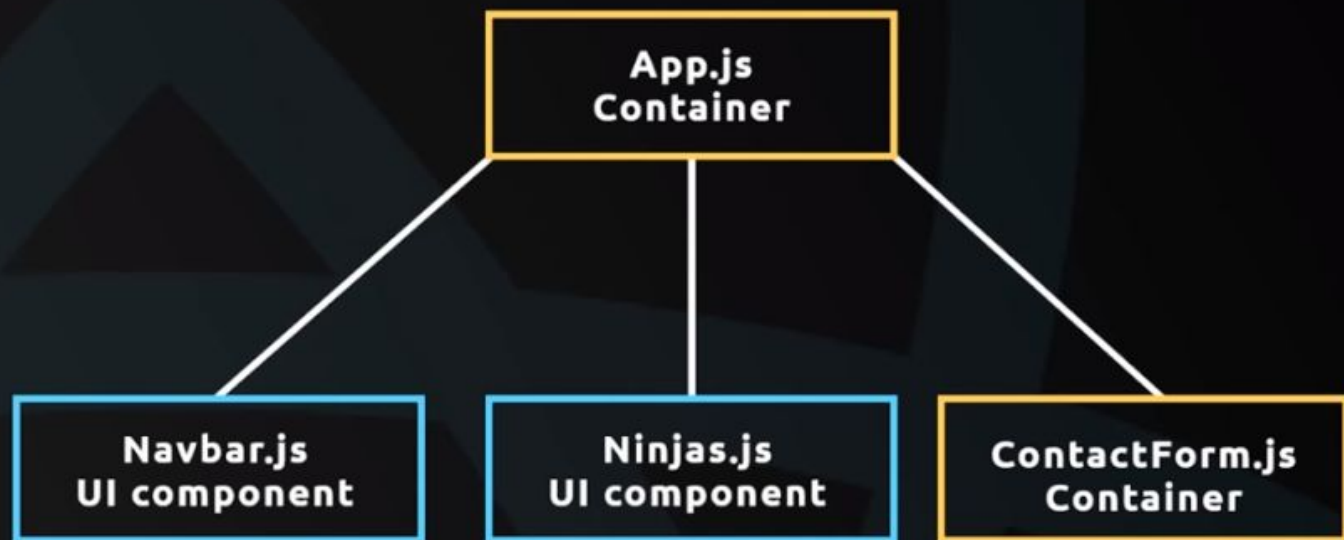 App.js
Container
Navbar.js
UI component
Ninjas.js
UI component
ContactForm.js
Container